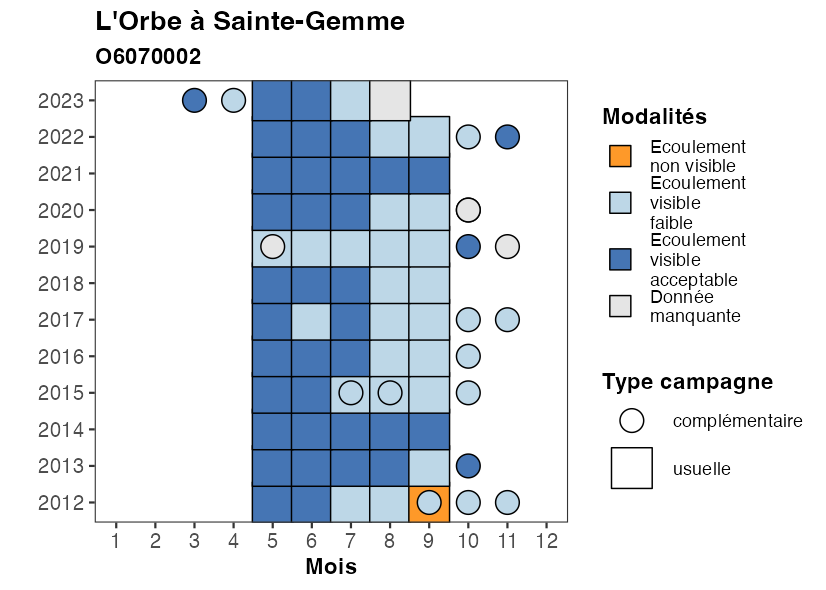 L'Orbe à Sainte-Gemme
O6070002
2023
2022
2021
2020
2019
2018
2017
2016
2015
2014
2013
2012
1 2 3 4 5 6 7 8 9 10 11 12
Mois
Modalités
Ecoulement
non visible
Ecoulement
visible
faible
Ecoulement
visible
acceptable
Donnée
manquante
Type campagne
complémentaire
usuelle